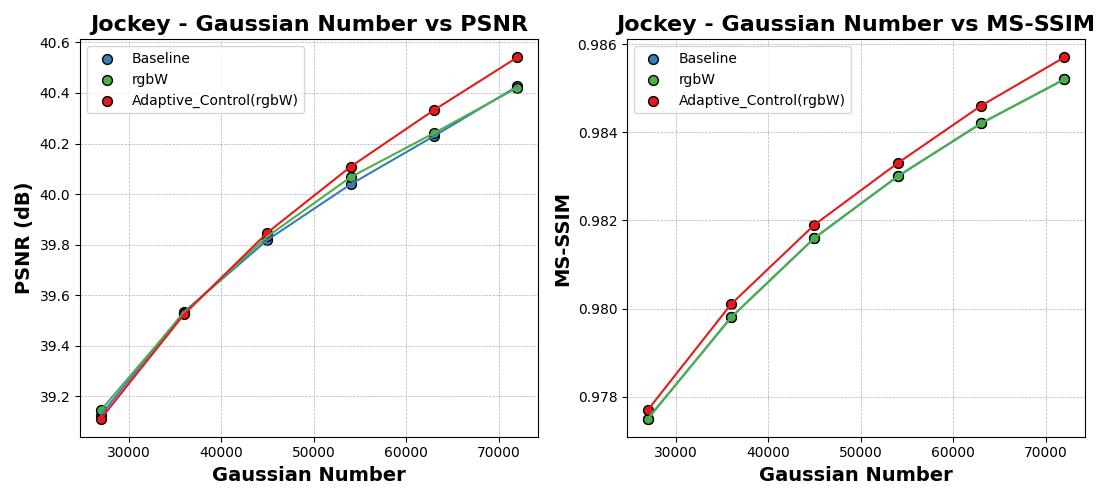 Jockey - Gaussian Number vs PSNR
Baseline
rgbW
Adaptive_Control(rgbW)
40.6
40.4
40.2
40.0
39.8
39.6
39.4
39.2
PSNR (dB)
30000 40000 50000 60000 70000
Gaussian Number
Jockey - Gaussian Number vs MS-SSIM
Baseline
rgbW
Adaptive_Control(rgbW)
0.986
0.984
0.982
0.980
0.978
MS-SSIM
30000 40000 50000 60000 70000
Gaussian Number